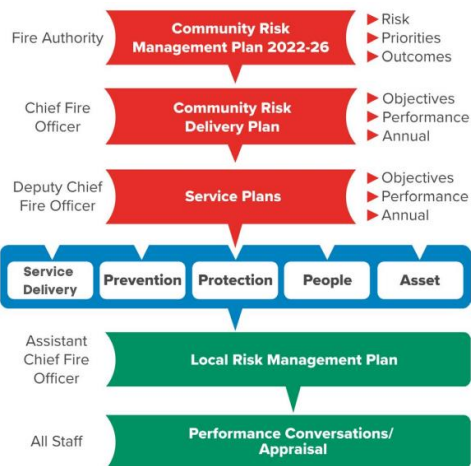 Fire Authority
Community Risk
Management Plan 2022-26
▶ Risk
▶ Priorities
▶ Outcomes
Chief Fire
Officer
Community Risk
Delivery Plan
▶ Objectives
▶ Performance
▶ Annual
Deputy Chief
Fire Officer
Service Plans
▶ Objectives
▶ Performance
▶ Annual
Service
Delivery
Prevention
Protection
People
Asset
Assistant
Chief Fire
Officer
Local Risk Management Plan
All Staff
Performance Conversations/
Appraisal